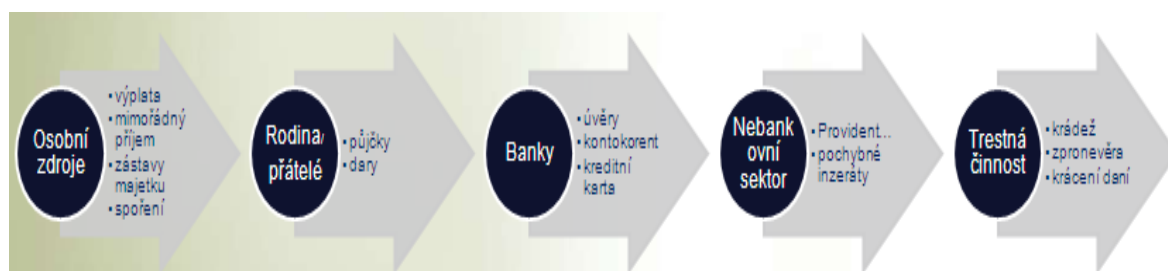 Osobní
zdroje
• výplata
• mimořádný
příjem
• zástavy
majetku
• spoření
Rodina/
přátelé
• půjčky
• dary
Banky
• úvěry
• kontokorent
• kreditní
karta
Nebank
ovní
sektor
• Provident...
• pochybné
inzeráty
Trestná
činnost
• krádež
• zpronevěra
• krácení daní